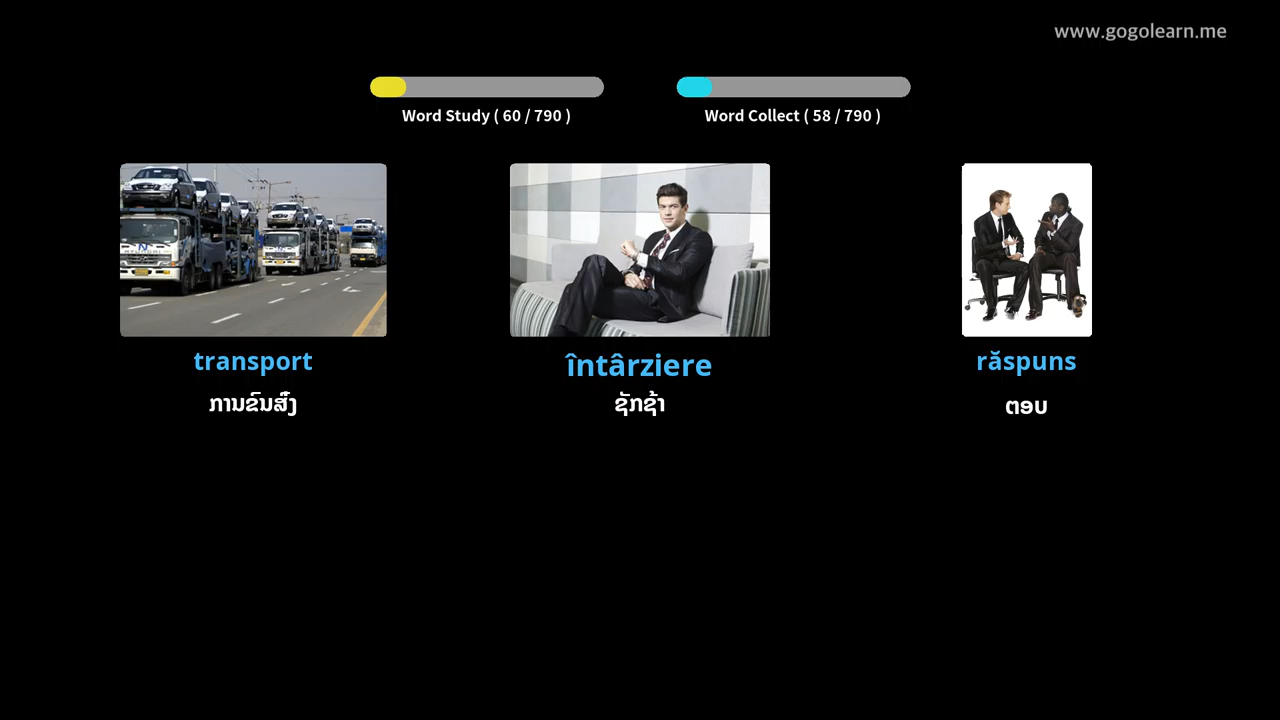 www.gogolearn.me
Word Study ( 60 / 790 )
Word Collect ( 58 / 790 )
transport
întârziere
răspuns
ການຂົນສົ່ງ
ຊັກຊ້າ
ຕອບ